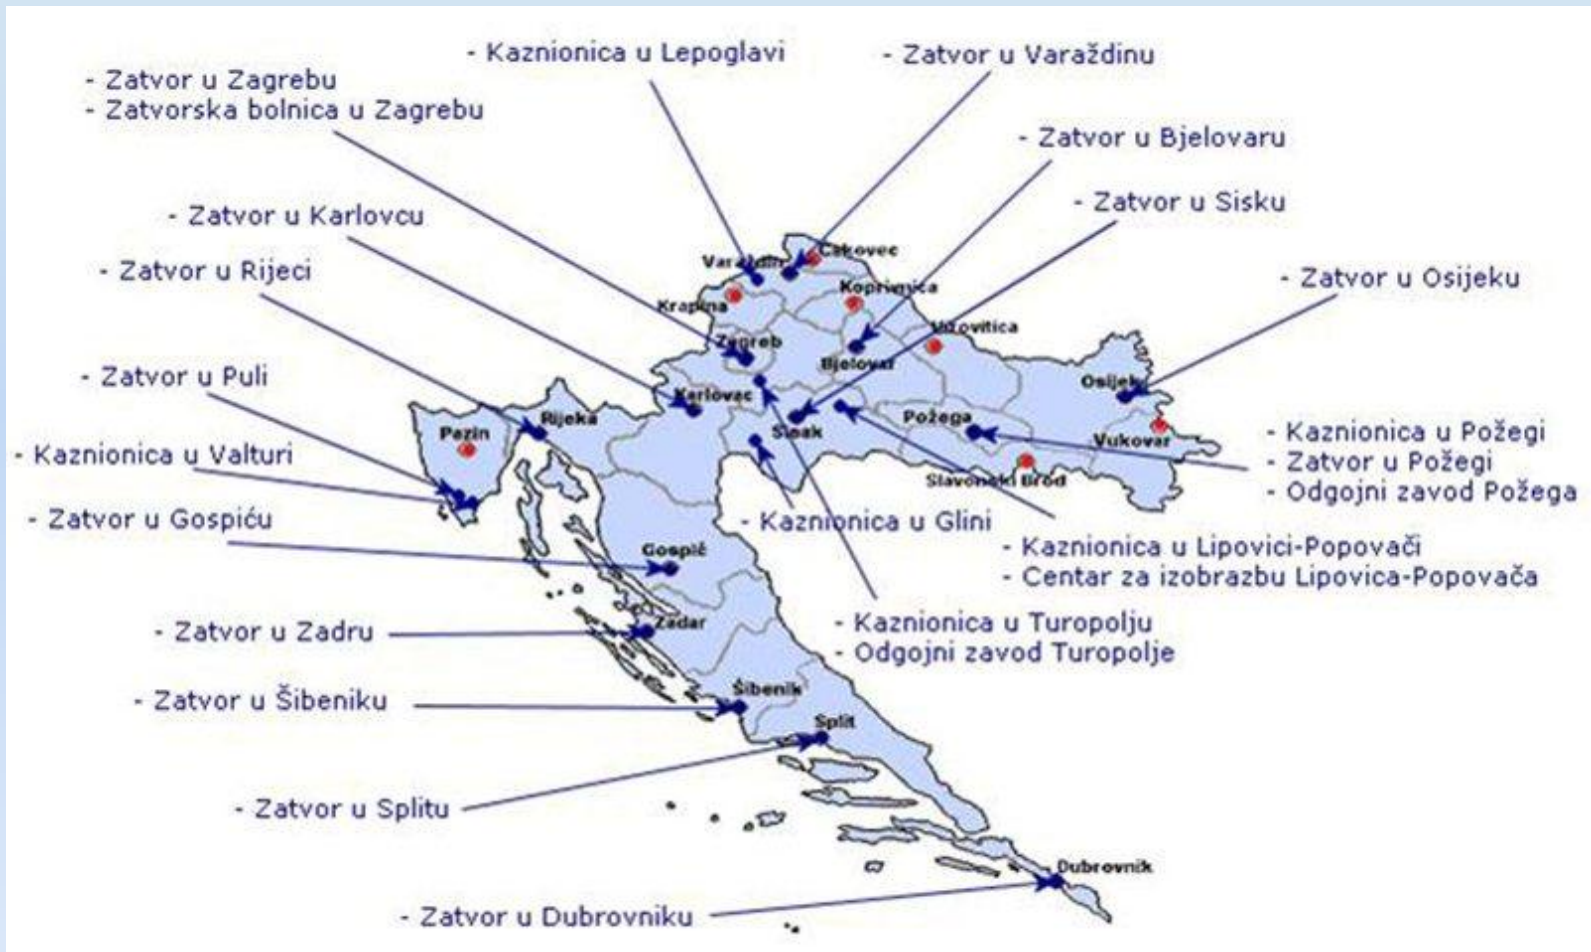 - Kaznionica u Lepoglavi
- Zatvor u Varaždinu
- Zatvor u Zagrebu
- Zatvorska bolnica u Zagrebu
- Zatvor u Bjelovaru
- Zatvor u Sisku
- Zatvor u Karlovcu
- Zatvor u Rijeci
- Zatvor u Osijeku
- Zatvor u Puli
- Kaznionica u Valturi
- Zatvor u Gospiću
- Kaznionica u Požegi
- Zatvor u Požegi
- Odgojni zavod Požega
- Kaznionica u Glini
- Kaznionica u Lipovici-Popovači
- Centar za izobrazbu Lipovica-Popovača
- Kaznionica u Turopolju
- Odgojni zavod Turopolje
- Zatvor u Zadru
- Zatvor u Šibeniku
- Zatvor u Splitu
- Zatvor u Dubrovniku
Čakovec
Varaždin
Koprivnica
Krapina
Virovitica
Zagreb
Bjelovar
Osijek
Karlovac
Rijeka
Pazin
Sisak
Požega
Vukovar
Slavonski Brod
Gospić
Zadar
Šibenik
Split
Dubrovnik